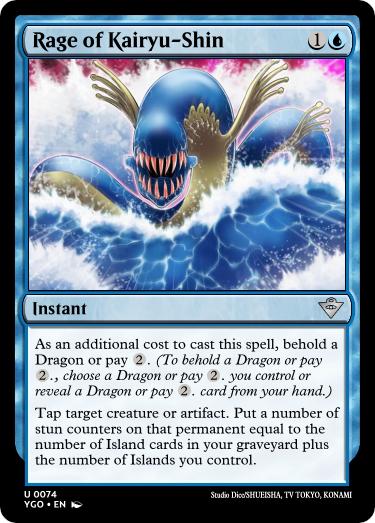 Rage of Kairyu-Shin 1
Instant
As an additional cost to cast this spell, behold a
Dragon or pay 2. (To behold a Dragon or pay
2., choose a Dragon or pay 2. you control or
reveal a Dragon or pay 2. card from your hand.)
Tap target creature or artifact. Put a number of
stun counters on that permanent equal to the
number of Island cards in your graveyard plus
the number of Islands you control.
U 0074
YGO • EN Studio Dice/SHUEISHA, TV TOKYO, KONAMI